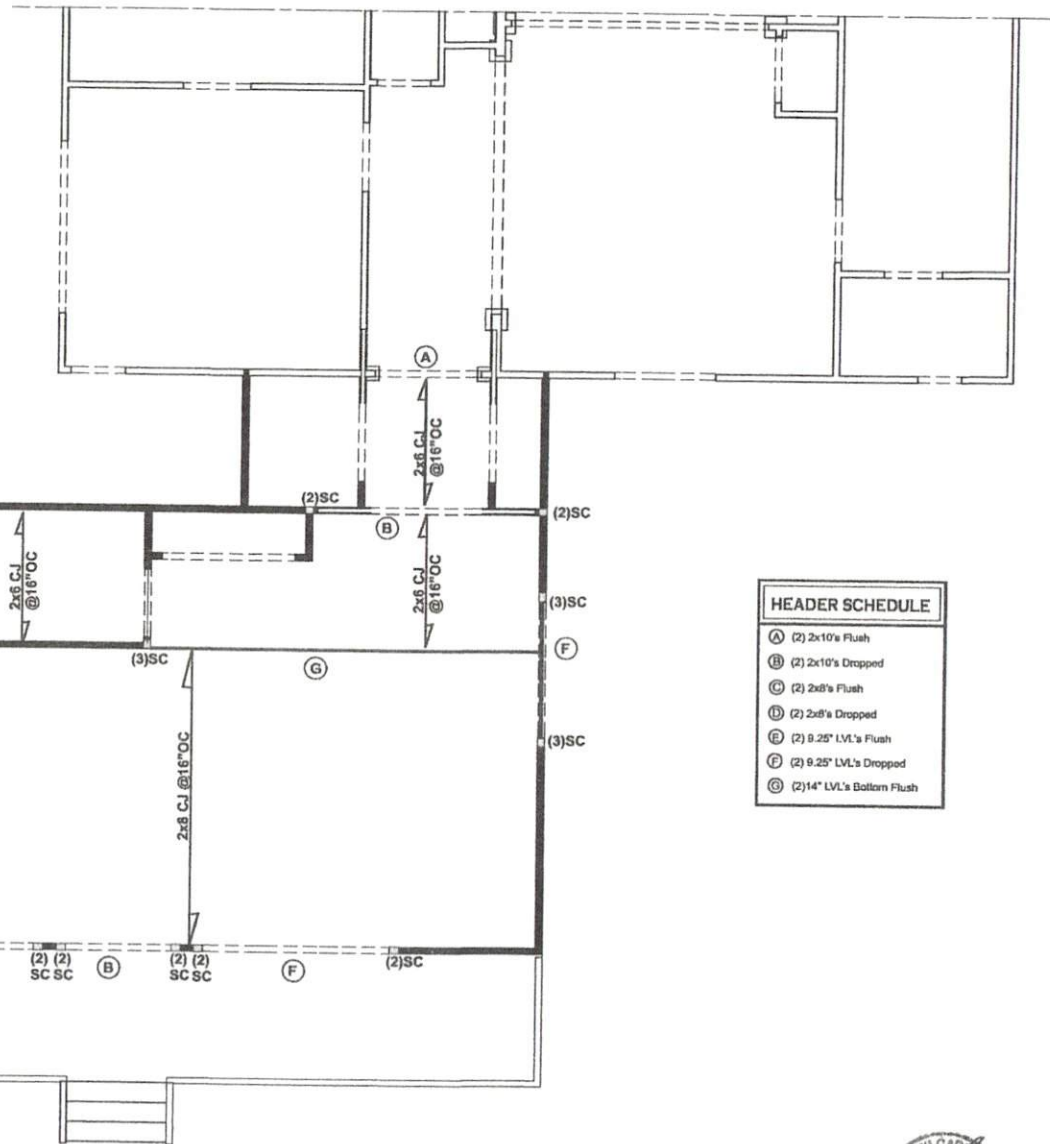 A
2x6 CJ
@16"OC
(2)SC
B
(2)SC
2x6 CJ
@16"OC
2x6 CJ
@16"OC
(3)SC
(3)SC
F
G
(3)SC
2x8 CJ @16"OC
HEADER SCHEDULE
A (2) 2x10's Flush
B (2) 2x10's Dropped
C (2) 2x8's Flush
D (2) 2x8's Dropped
E (2) 9.25" LVL's Flush
F (2) 9.25" LVL's Dropped
G (2)14" LVL's Bottom Flush
(2) (2)
SC SC
B
(2) (2)
SC SC
F
(2)SC